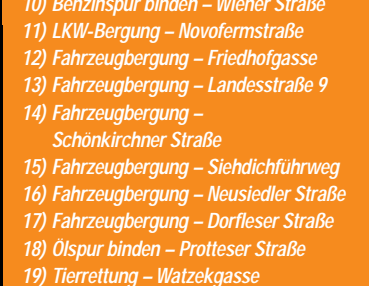 10) Benzinspur binden – Wiener Straße
11) LKW-Bergung – Novofermstraße
12) Fahrzeugbergung – Friedhofgasse
13) Fahrzeugbergung – Landesstraße 9
14) Fahrzeugbergung –
Schönkirchner Straße
15) Fahrzeugbergung – Siehdichführweg
16) Fahrzeugbergung – Neusiedler Straße
17) Fahrzeugbergung – Dorfleser Straße
18) Ölspur binden – Protteser Straße
19) Tierrettung – Watzekgasse